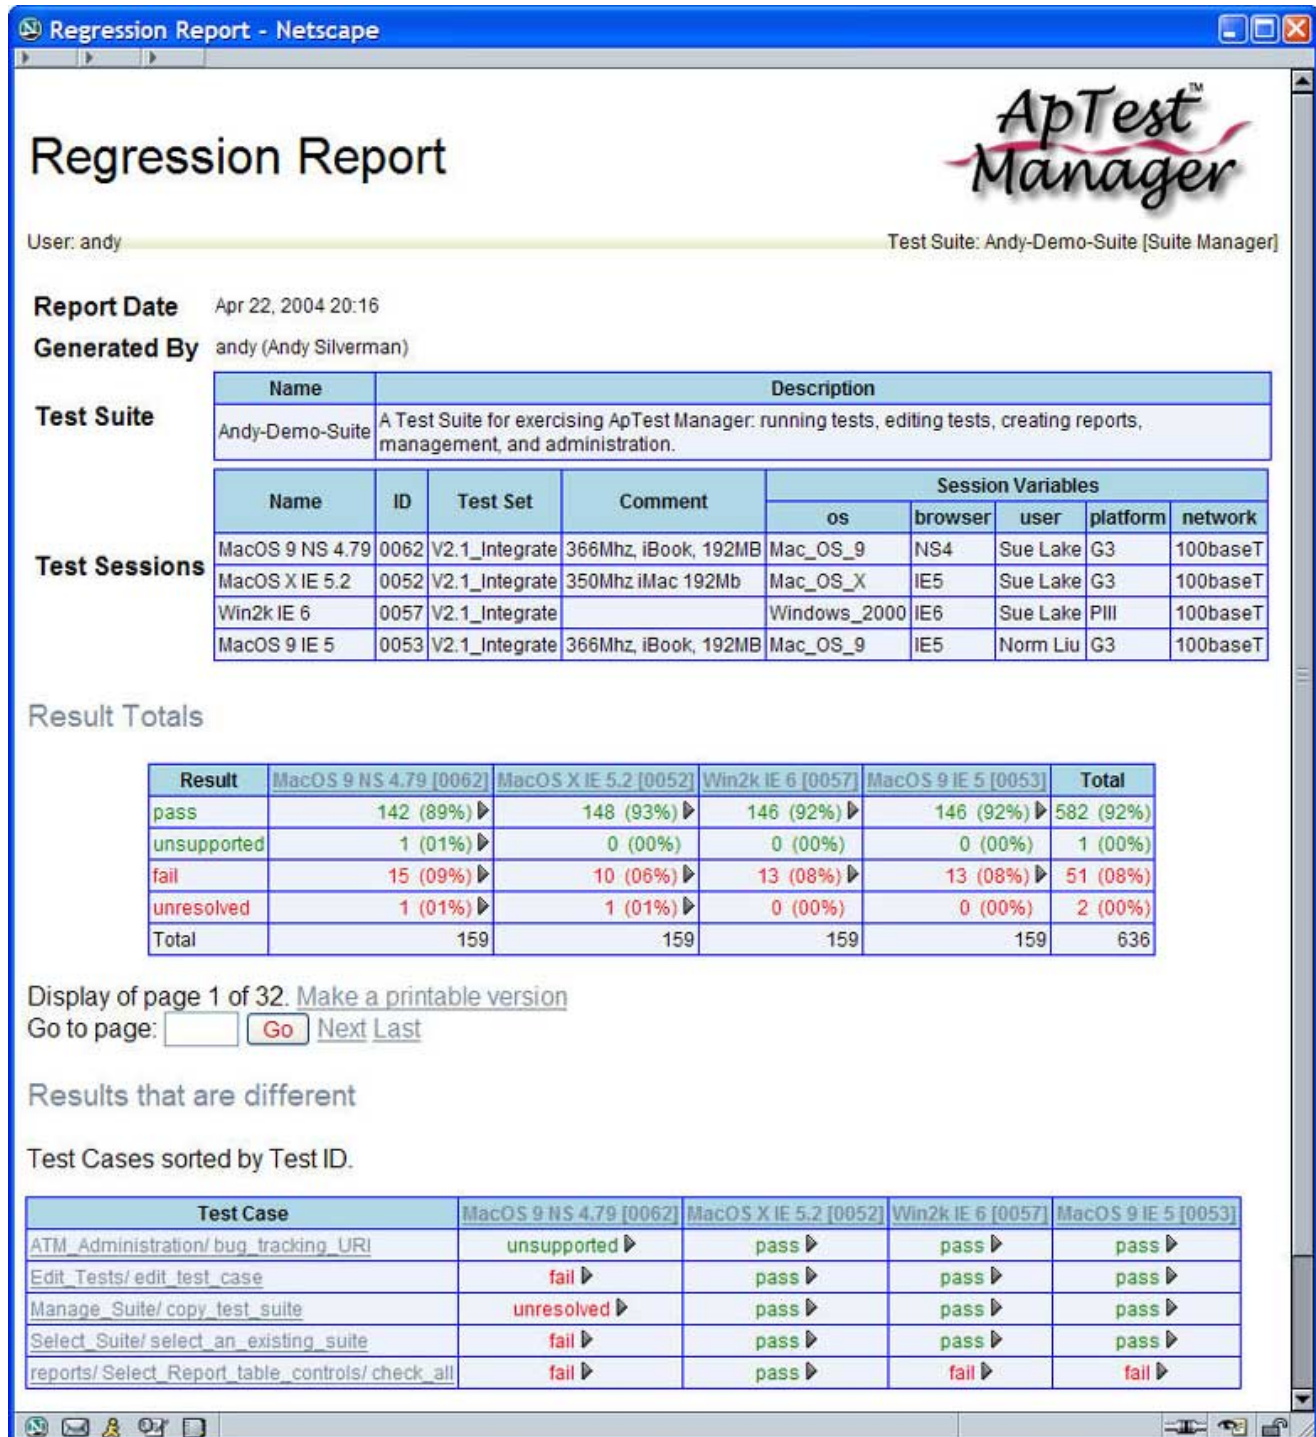 Regression Report - Netscape
ApTest™
Manager
Regression Report
User: andy
Test Suite: Andy-Demo-Suite [Suite Manager]
Report Date Apr 22, 2004 20:16
Generated By andy (Andy Silverman)
Test Suite
Name Description
Andy-Demo-Suite A Test Suite for exercising ApTest Manager: running tests, editing tests, creating reports,
management, and administration.
Test Sessions
Name ID Test Set Comment Session Variables
os browser user platform network
MacOS 9 NS 4.79 0062 V2.1_Integrate 366Mhz, iBook, 192MB Mac_OS_9 NS4 Sue Lake G3 100baseT
MacOS X IE 5.2 0052 V2.1_Integrate 350Mhz iMac 192Mb Mac_OS_X IE5 Sue Lake G3 100baseT
Win2k IE 6 0057 V2.1_Integrate Windows_2000 IE6 Sue Lake PIII 100baseT
MacOS 9 IE 5 0053 V2.1_Integrate 366Mhz, iBook, 192MB Mac_OS_9 IE5 Norm Liu G3 100baseT
Result Totals
Result MacOS 9 NS 4.79 [0062] MacOS X IE 5.2 [0052] Win2k IE 6 [0057] MacOS 9 IE 5 [0053] Total
pass 142 (89%) 148 (93%) 146 (92%) 146 (92%) 582 (92%)
unsupported 1 (01%) 0 (00%) 0 (00%) 0 (00%) 1 (00%)
fail 15 (09%) 10 (06%) 13 (08%) 13 (08%) 51 (08%)
unresolved 1 (01%) 1 (01%) 0 (00%) 0 (00%) 2 (00%)
Total 159 159 159 159 636
Display of page 1 of 32. Make a printable version
Go to page: Go Next Last
Results that are different
Test Cases sorted by Test ID.
Test Case MacOS 9 NS 4.79 [0062] MacOS X IE 5.2 [0052] Win2k IE 6 [0057] MacOS 9 IE 5 [0053]
ATM_Administration/ bug_tracking_URI unsupported pass pass pass
Edit_Tests/ edit_test_case fail pass pass pass
Manage_Suite/ copy_test_suite unresolved pass pass pass
Select_Suite/ select_an_existing_suite fail pass pass pass
reports/ Select_Report_table_controls/ check_all fail pass fail fail